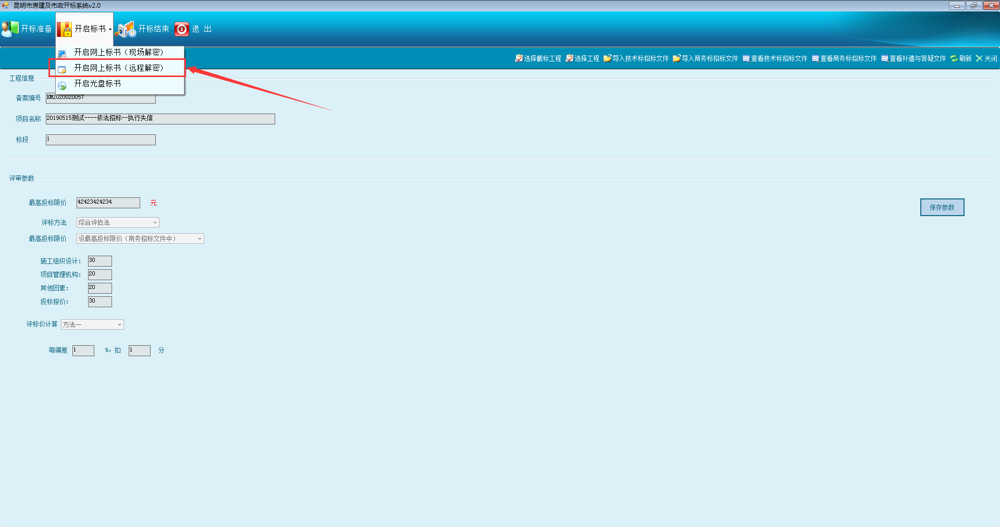 昆明市房建及市政开标系统v2.0
开标准备 开启标书 开标结束 退 出
开启网上标书（现场解密）
开启网上标书（远程解密）
开启光盘标书
选择截标工程 选择工程 导入技术标招标文件 导入商务标招标文件 查看技术标招标文件 查看商务标招标文件 查看补遗与答疑文件 刷新 关闭
工程信息
备案编号 KM2020020057
项目名称 20190515测试----依法招标--执行失信
标段 1
评审参数
最高投标限价 42423424234 元
保存参数
评标方法 综合评估法
最高投标限价 设最高投标限价（商务招标文件中）
施工组织设计： 30
项目管理机构： 20
其他因素： 20
投标报价： 30
评标价计算 方法一
每偏差 1 %，扣 1 分